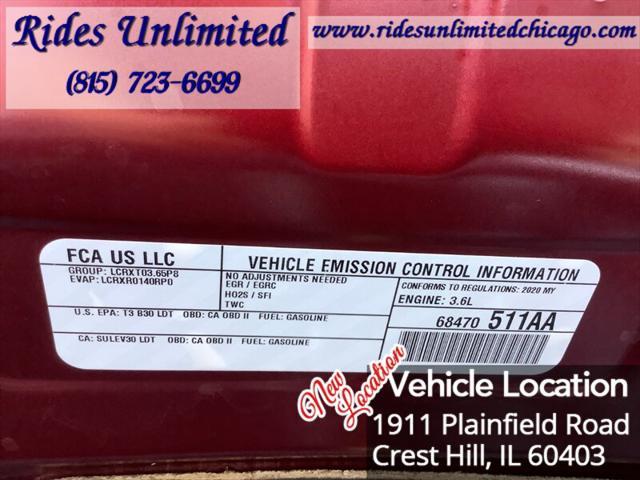 Rides Unlimited
(815) 723-6699
www.ridesunlimitedchicago.com
FCA US LLC
GROUP: LCRXT03.65P8
EVAP: LCRXR0140RP0
VEHICLE EMISSION CONTROL INFORMATION
NO ADJUSTMENTS NEEDED
EGR / EGRC
HO2S / SFI
TWC
CONFORMS TO REGULATIONS: 2020 MY
ENGINE: 3.6L
U.S. EPA: T3 B30 LDT OBD: CA OBD II FUEL: GASOLINE
68470 511AA
CA: SULEV30 LDT OBD: CA OBD II FUEL: GASOLINE
New
Location
Vehicle Location
1911 Plainfield Road
Crest Hill, IL 60403